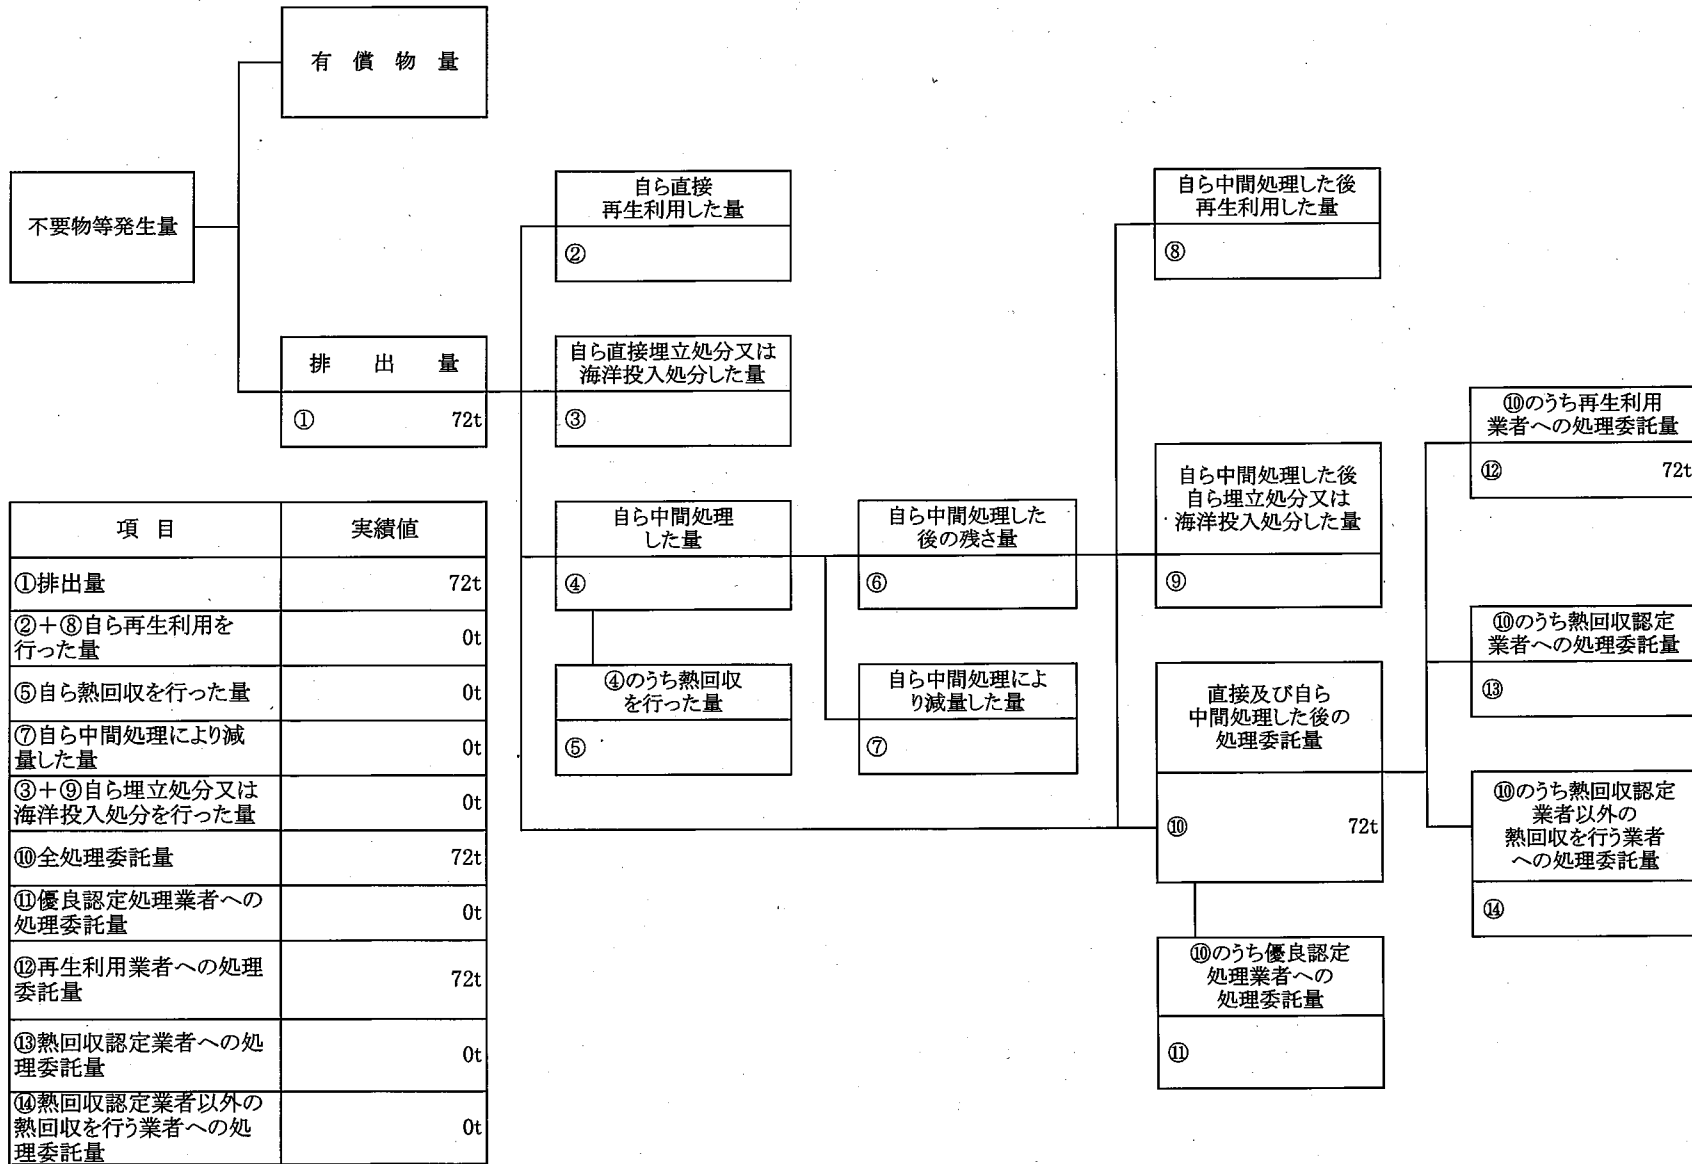 有 償 物 量
不要物等発生量
排 出 量
① 72t
自ら直接
再生利用した量
②
自ら直接埋立処分又は
海洋投入処分した量
③
自ら中間処理
した量
④
④のうち熱回収
を行った量
⑤
自ら中間処理した
後の残さ量
⑥
自ら中間処理によ
り減量した量
⑦
自ら中間処理した後
再生利用した量
⑧
自ら中間処理した後
自ら埋立処分又は
海洋投入処分した量
⑨
直接及び自ら
中間処理した後の
処理委託量
⑩ 72t
⑩のうち優良認定
処理業者への
処理委託量
⑪
⑩のうち再生利用
業者への処理委託量
⑫ 72t
⑩のうち熱回収認定
業者への処理委託量
⑬
⑩のうち熱回収認定
業者以外の
熱回収を行う業者
への処理委託量
⑭
項 目 実績値
①排出量 72t
②+⑧自ら再生利用を
行った量 0t
⑤自ら熱回収を行った量 0t
⑦自ら中間処理により減
量した量 0t
③+⑨自ら埋立処分又は
海洋投入処分を行った量 0t
⑩全処理委託量 72t
⑪優良認定処理業者への
処理委託量 0t
⑫再生利用業者への処理
委託量 72t
⑬熱回収認定業者への処
理委託量 0t
⑭熱回収認定業者以外の
熱回収を行う業者への処
理委託量 0t